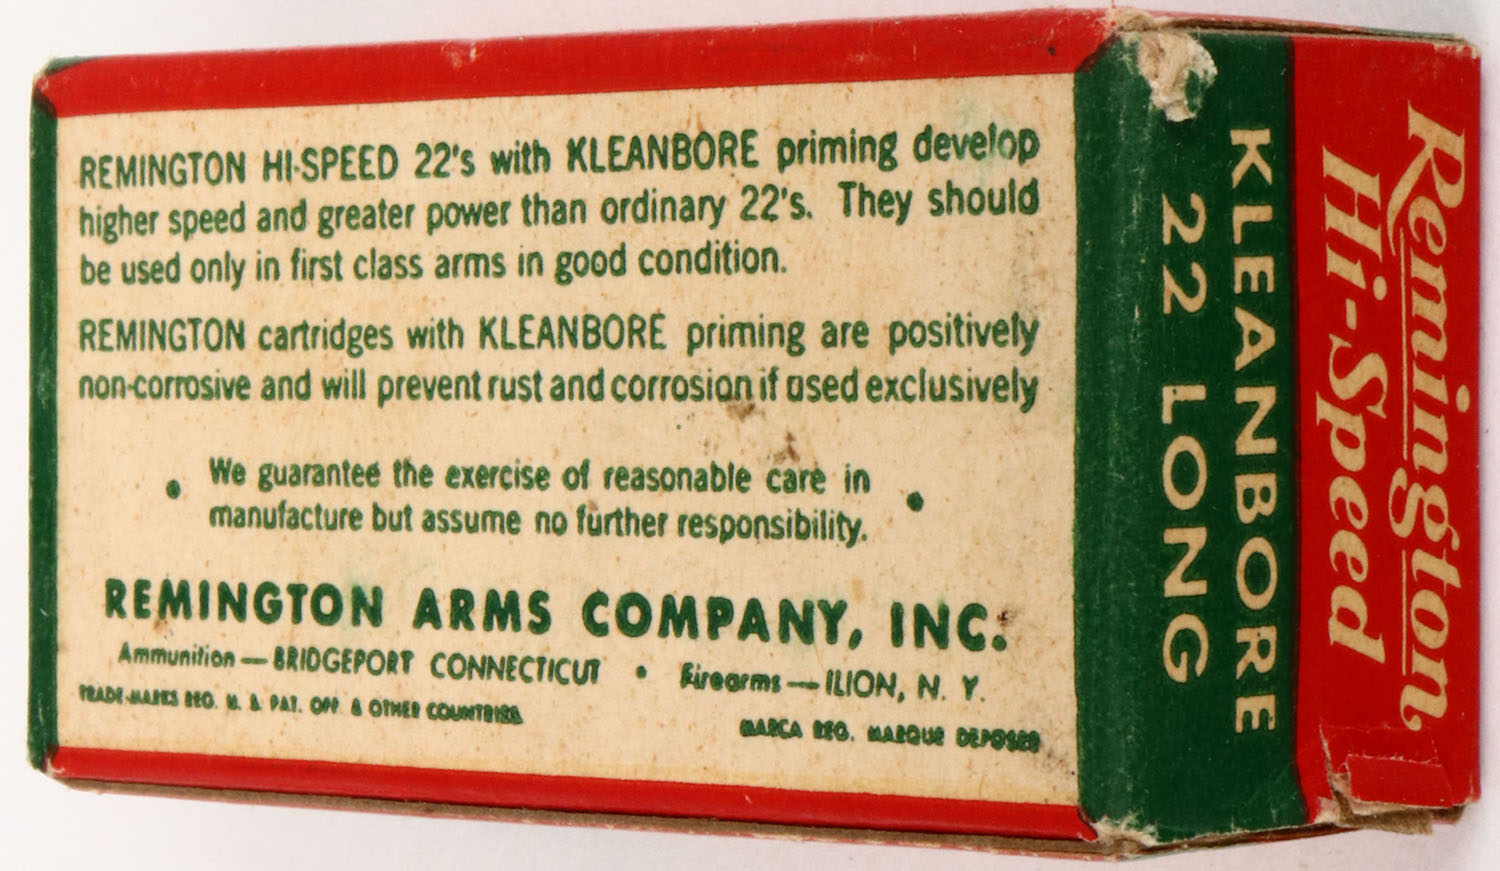 REMINGTON HI-SPEED 22's with KLEANBORE priming develop
higher speed and greater power than ordinary 22's. They should
be used only in first class arms in good condition.
REMINGTON cartridges with KLEANBORE priming are positively
non-corrosive and will prevent rust and corrosion if used exclusively
• We guarantee the exercise of reasonable care in •
manufacture but assume no further responsibility.
REMINGTON ARMS COMPANY, INC.
Ammunition — BRIDGEPORT CONNECTICUT • Firearms — ILION, N. Y.
TRADE-MARKS REG. U. S. PAT. OFF. & OTHER COUNTRIES
MARCA REG. MARQUE DEPOSEE
Remington
Hi-Speed
KLEANBORE
22 LONG